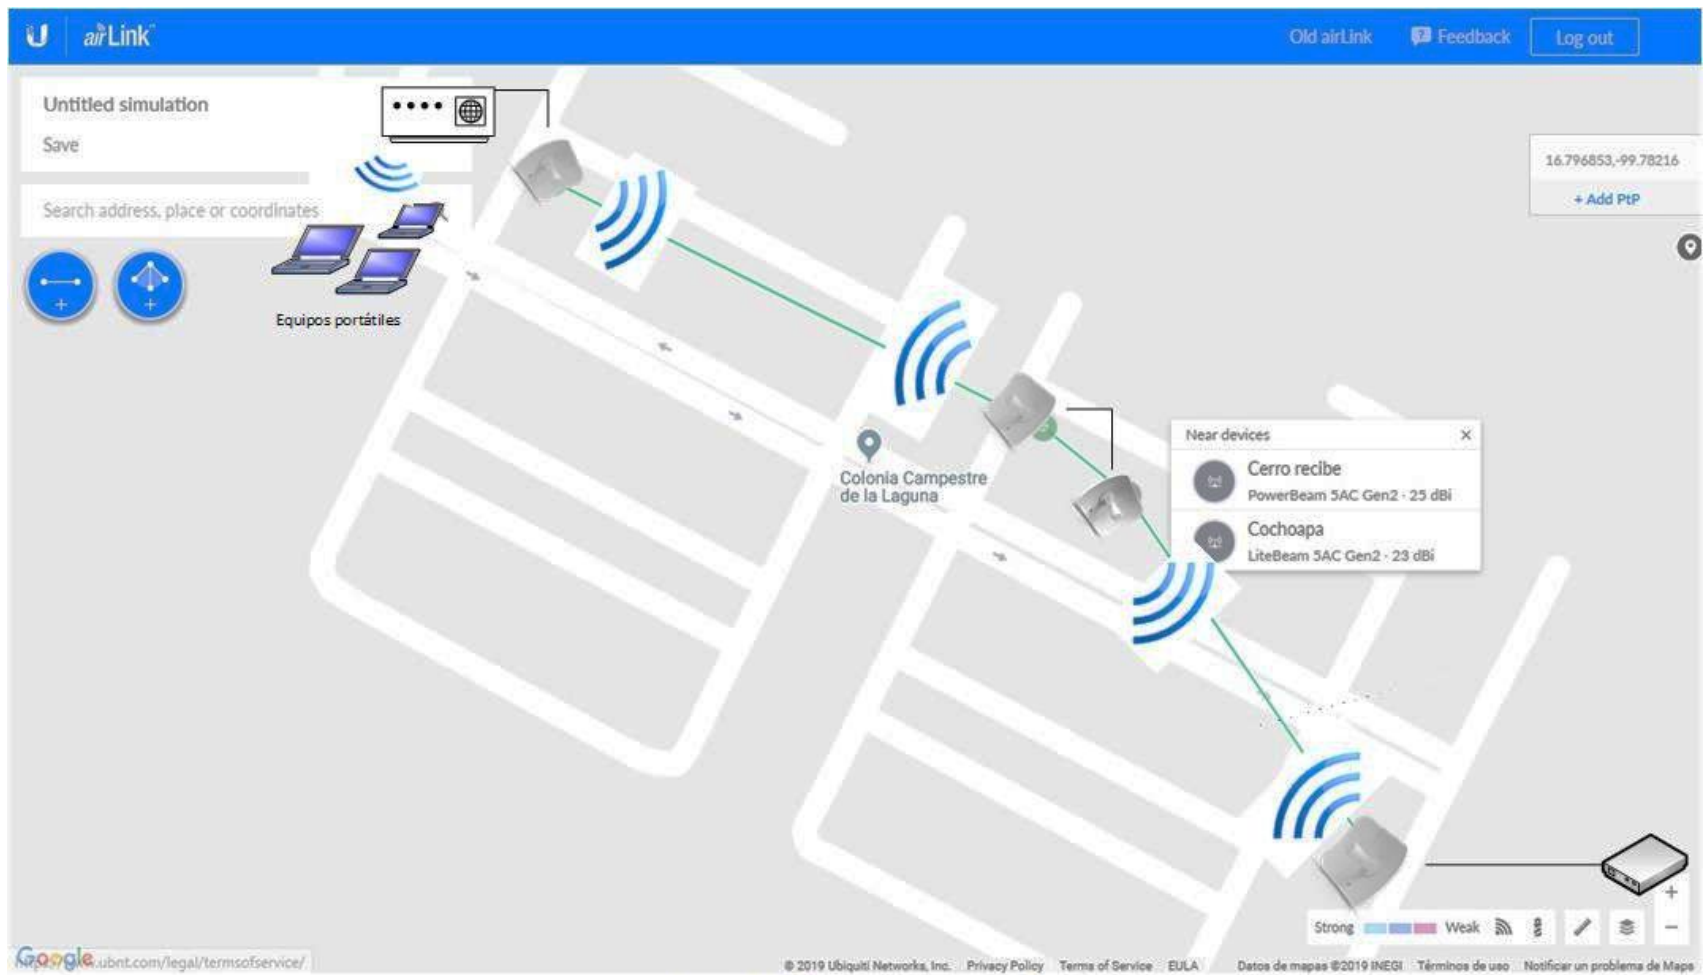 airLink
Old airLink
Feedback
Log out
Untitled simulation
Save
Search address, place or coordinates
Equipos portátiles
16.796853,-99.78216
+ Add PtP
Colonia Campestre
de la Laguna
Near devices
Cerro recibe
PowerBeam 5AC Gen2 · 25 dBi
Cochoapa
LiteBeam 5AC Gen2 · 23 dBi
Strong
Weak
Google
.ubnt.com/legal/termsofservice/
© 2019 Ubiquiti Networks, Inc. Privacy Policy Terms of Service EULA Datos de mapas ©2019 INEGI Términos de uso Notificar un problema de Maps